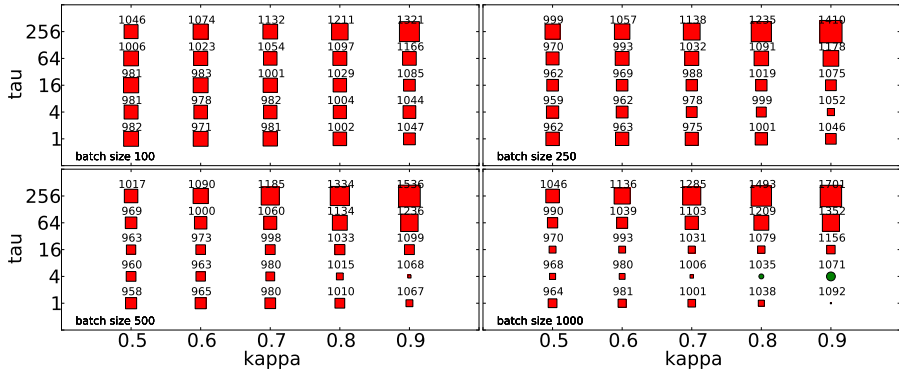 1046 1074 1132 1211 1321
256
1006 1023 1054 1097 1166
64
981 983 1001 1029 1085
16
981 978 982 1004 1044
4
982 971 981 1002 1047
1
tau
batch size 100
999 1057 1138 1235 1410
970 993 1032 1091 1178
962 969 988 1019 1075
959 962 978 999 1052
962 963 975 1001 1046
batch size 250
1017 1090 1185 1334 1536
256
969 1000 1060 1134 1236
64
963 973 998 1033 1099
16
960 963 980 1015 1068
4
958 965 980 1010 1067
1
tau
batch size 500
0.5 0.6 0.7 0.8 0.9
kappa
1046 1136 1285 1493 1701
990 1039 1103 1209 1352
970 993 1031 1079 1156
968 980 1006 1035 1071
964 981 1001 1038 1092
batch size 1000
0.5 0.6 0.7 0.8 0.9
kappa